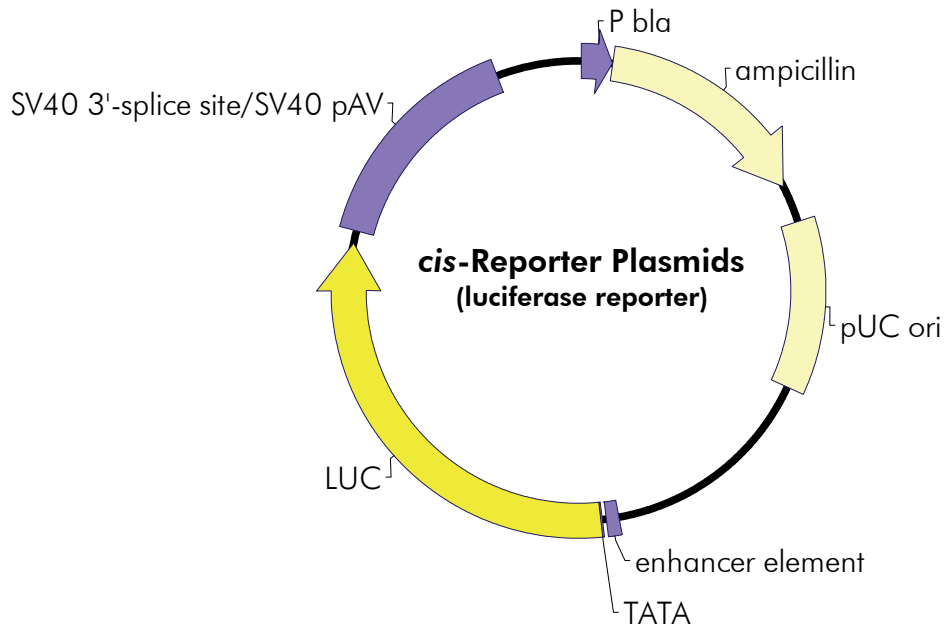 P bla
ampicillin
SV40 3'-splice site/SV40 pAV
cis-Reporter Plasmids
(luciferase reporter)
pUC ori
LUC
enhancer element
TATA